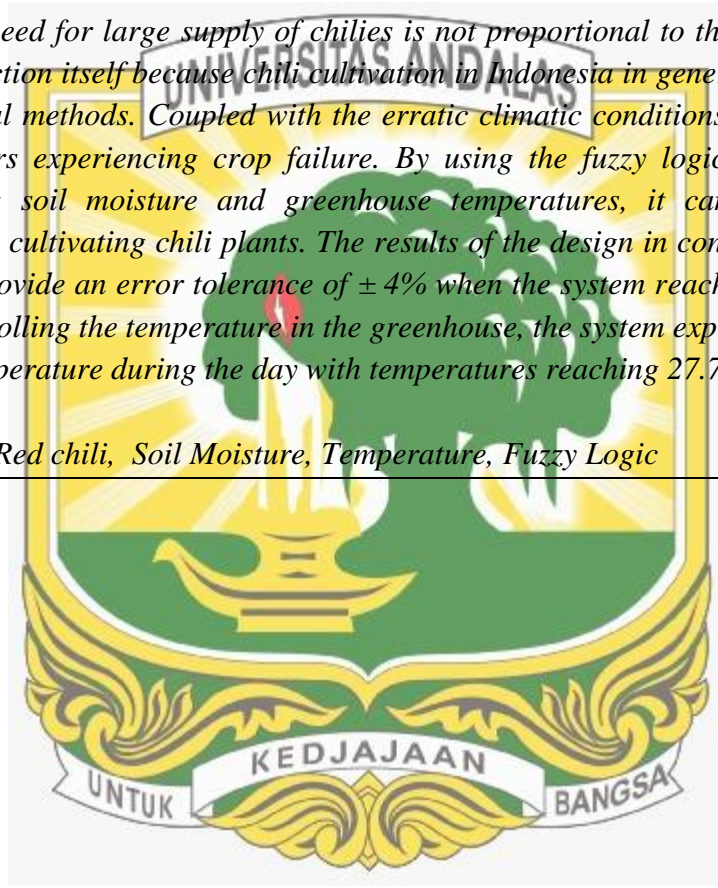 eed for large supply of chilies is not proportional to th
ction itself because chili cultivation in Indonesia in gene
al methods. Coupled with the erratic climatic conditions
rs experiencing crop failure. By using the fuzzy logic
soil moisture and greenhouse temperatures, it car
cultivating chili plants. The results of the design in con
ovide an error tolerance of ± 4% when the system reach
olling the temperature in the greenhouse, the system exp
perature during the day with temperatures reaching 27.7
Red chili, Soil Moisture, Temperature, Fuzzy Logic
UNIVERSITAS ANDALAS
KEDJAJAAN
UNTUK BANGSA